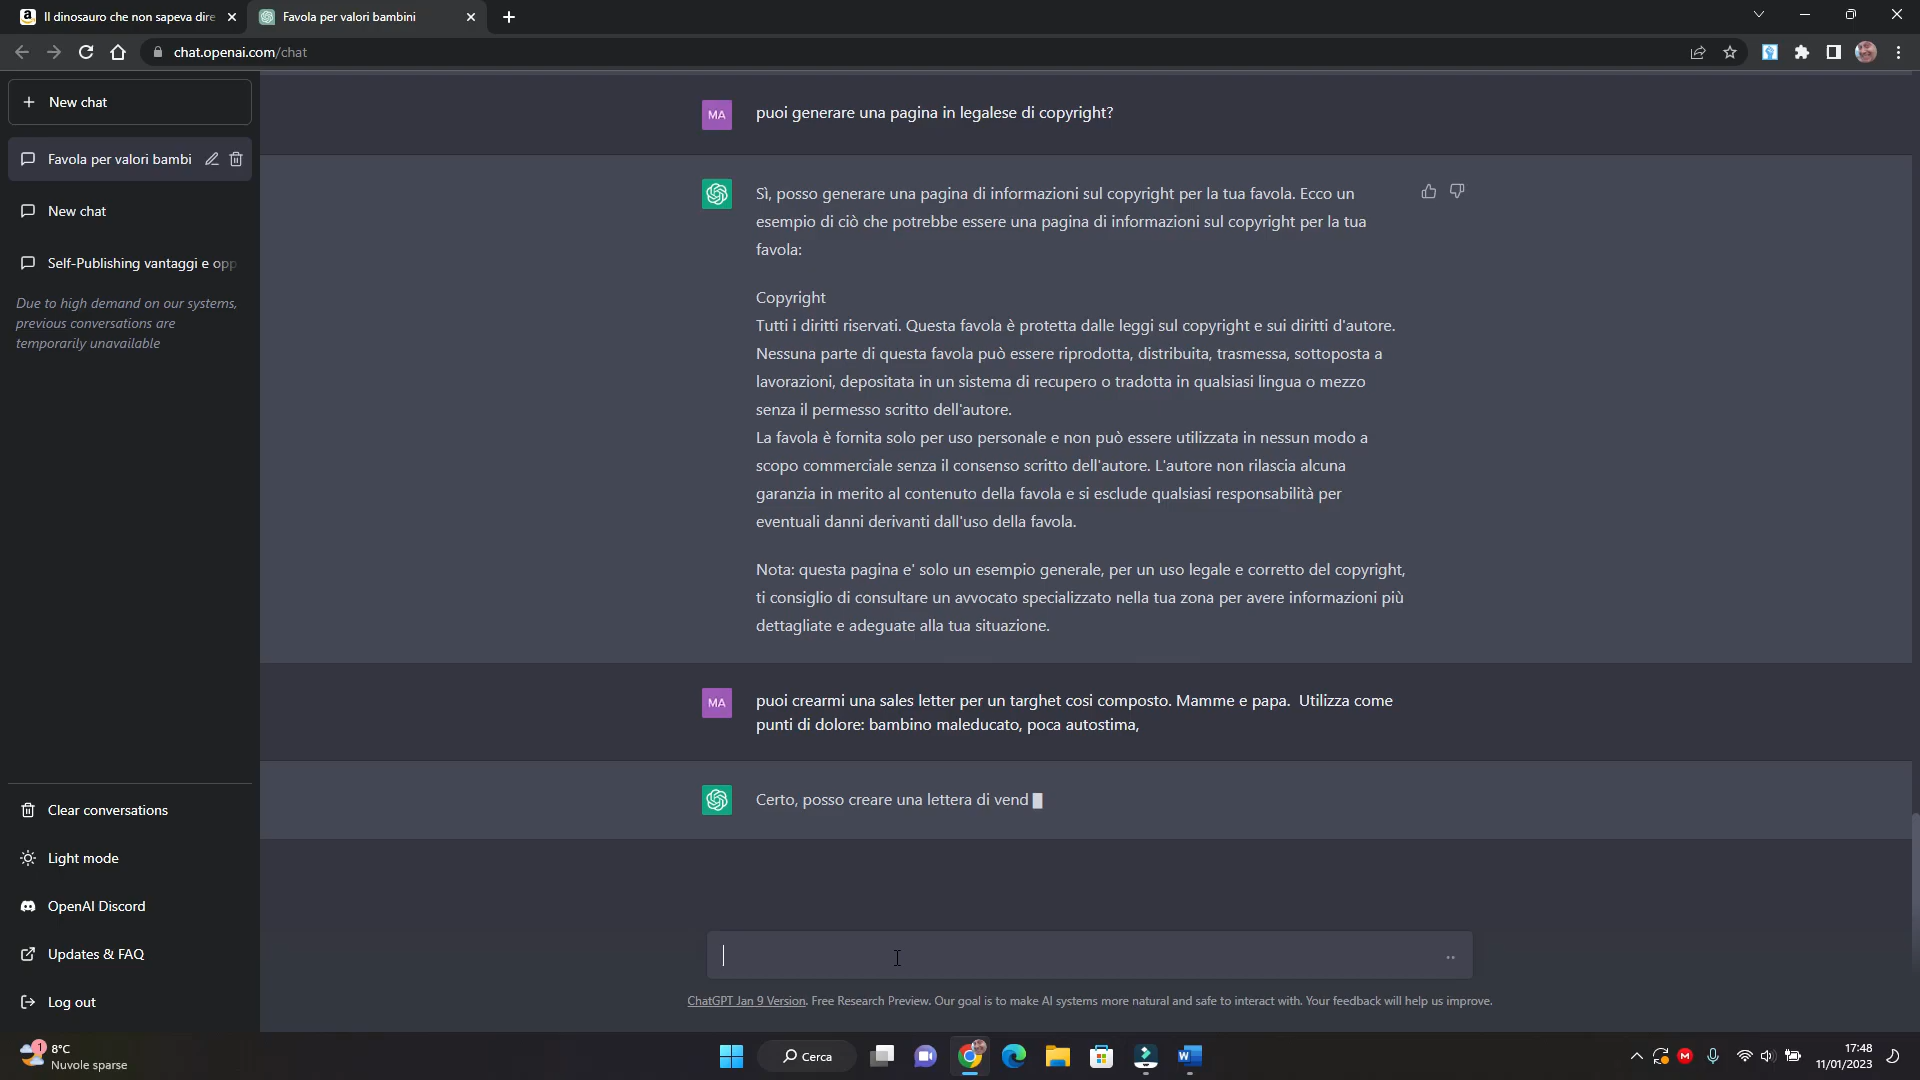 Il dinosauro che non sapeva dire
Favola per valori bambini
chat.openai.com/chat
New chat
Favola per valori bambi
New chat
Self-Publishing vantaggi e opp
Due to high demand on our systems,
previous conversations are
temporarily unavailable
Clear conversations
Light mode
OpenAI Discord
Updates & FAQ
Log out
MA
puoi generare una pagina in legalese di copyright?
Sì, posso generare una pagina di informazioni sul copyright per la tua favola. Ecco un
esempio di ciò che potrebbe essere una pagina di informazioni sul copyright per la tua
favola:
Copyright
Tutti i diritti riservati. Questa favola è protetta dalle leggi sul copyright e sui diritti d'autore.
Nessuna parte di questa favola può essere riprodotta, distribuita, trasmessa, sottoposta a
lavorazioni, depositata in un sistema di recupero o tradotta in qualsiasi lingua o mezzo
senza il permesso scritto dell'autore.
La favola è fornita solo per uso personale e non può essere utilizzata in nessun modo a
scopo commerciale senza il consenso scritto dell'autore. L'autore non rilascia alcuna
garanzia in merito al contenuto della favola e si esclude qualsiasi responsabilità per
eventuali danni derivanti dall'uso della favola.
Nota: questa pagina e' solo un esempio generale, per un uso legale e corretto del copyright,
ti consiglio di consultare un avvocato specializzato nella tua zona per avere informazioni più
dettagliate e adeguate alla tua situazione.
MA
puoi crearmi una sales letter per un targhet cosi composto. Mamme e papa. Utilizza come
punti di dolore: bambino maleducato, poca autostima,
Certo, posso creare una lettera di vend
ChatGPT Jan 9 Version. Free Research Preview. Our goal is to make AI systems more natural and safe to interact with. Your feedback will help us improve.
1
8°C
Nuvole sparse
Cerca
17:48
11/01/2023